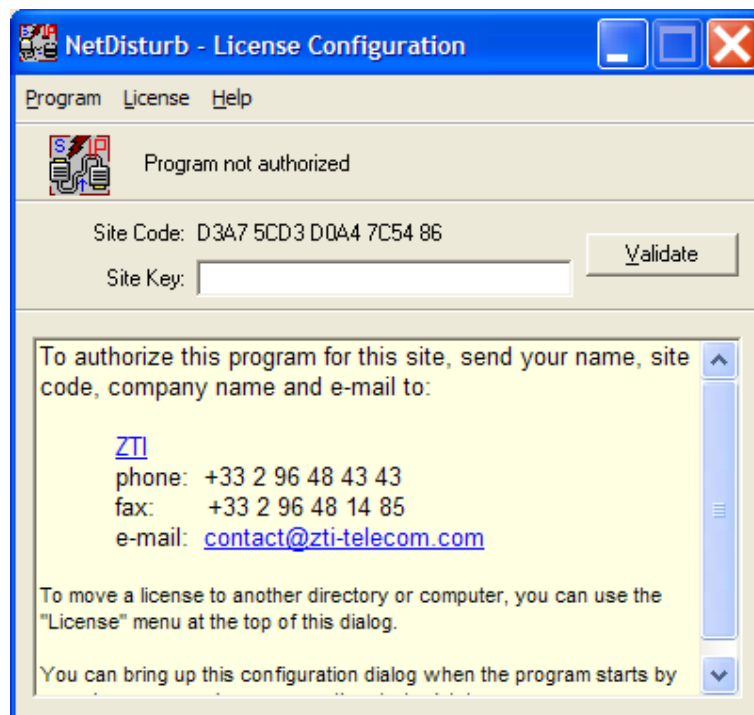 NetDisturb - License Configuration
Program License Help
Program not authorized
Site Code: D3A7 5CD3 D0A4 7C54 86
Validate
Site Key:
To authorize this program for this site, send your name, site
code, company name and e-mail to:
ZTI
phone: +33 2 96 48 43 43
fax: +33 2 96 48 14 85
e-mail: contact@zti-telecom.com
To move a license to another directory or computer, you can use the
"License" menu at the top of this dialog.
You can bring up this configuration dialog when the program starts by